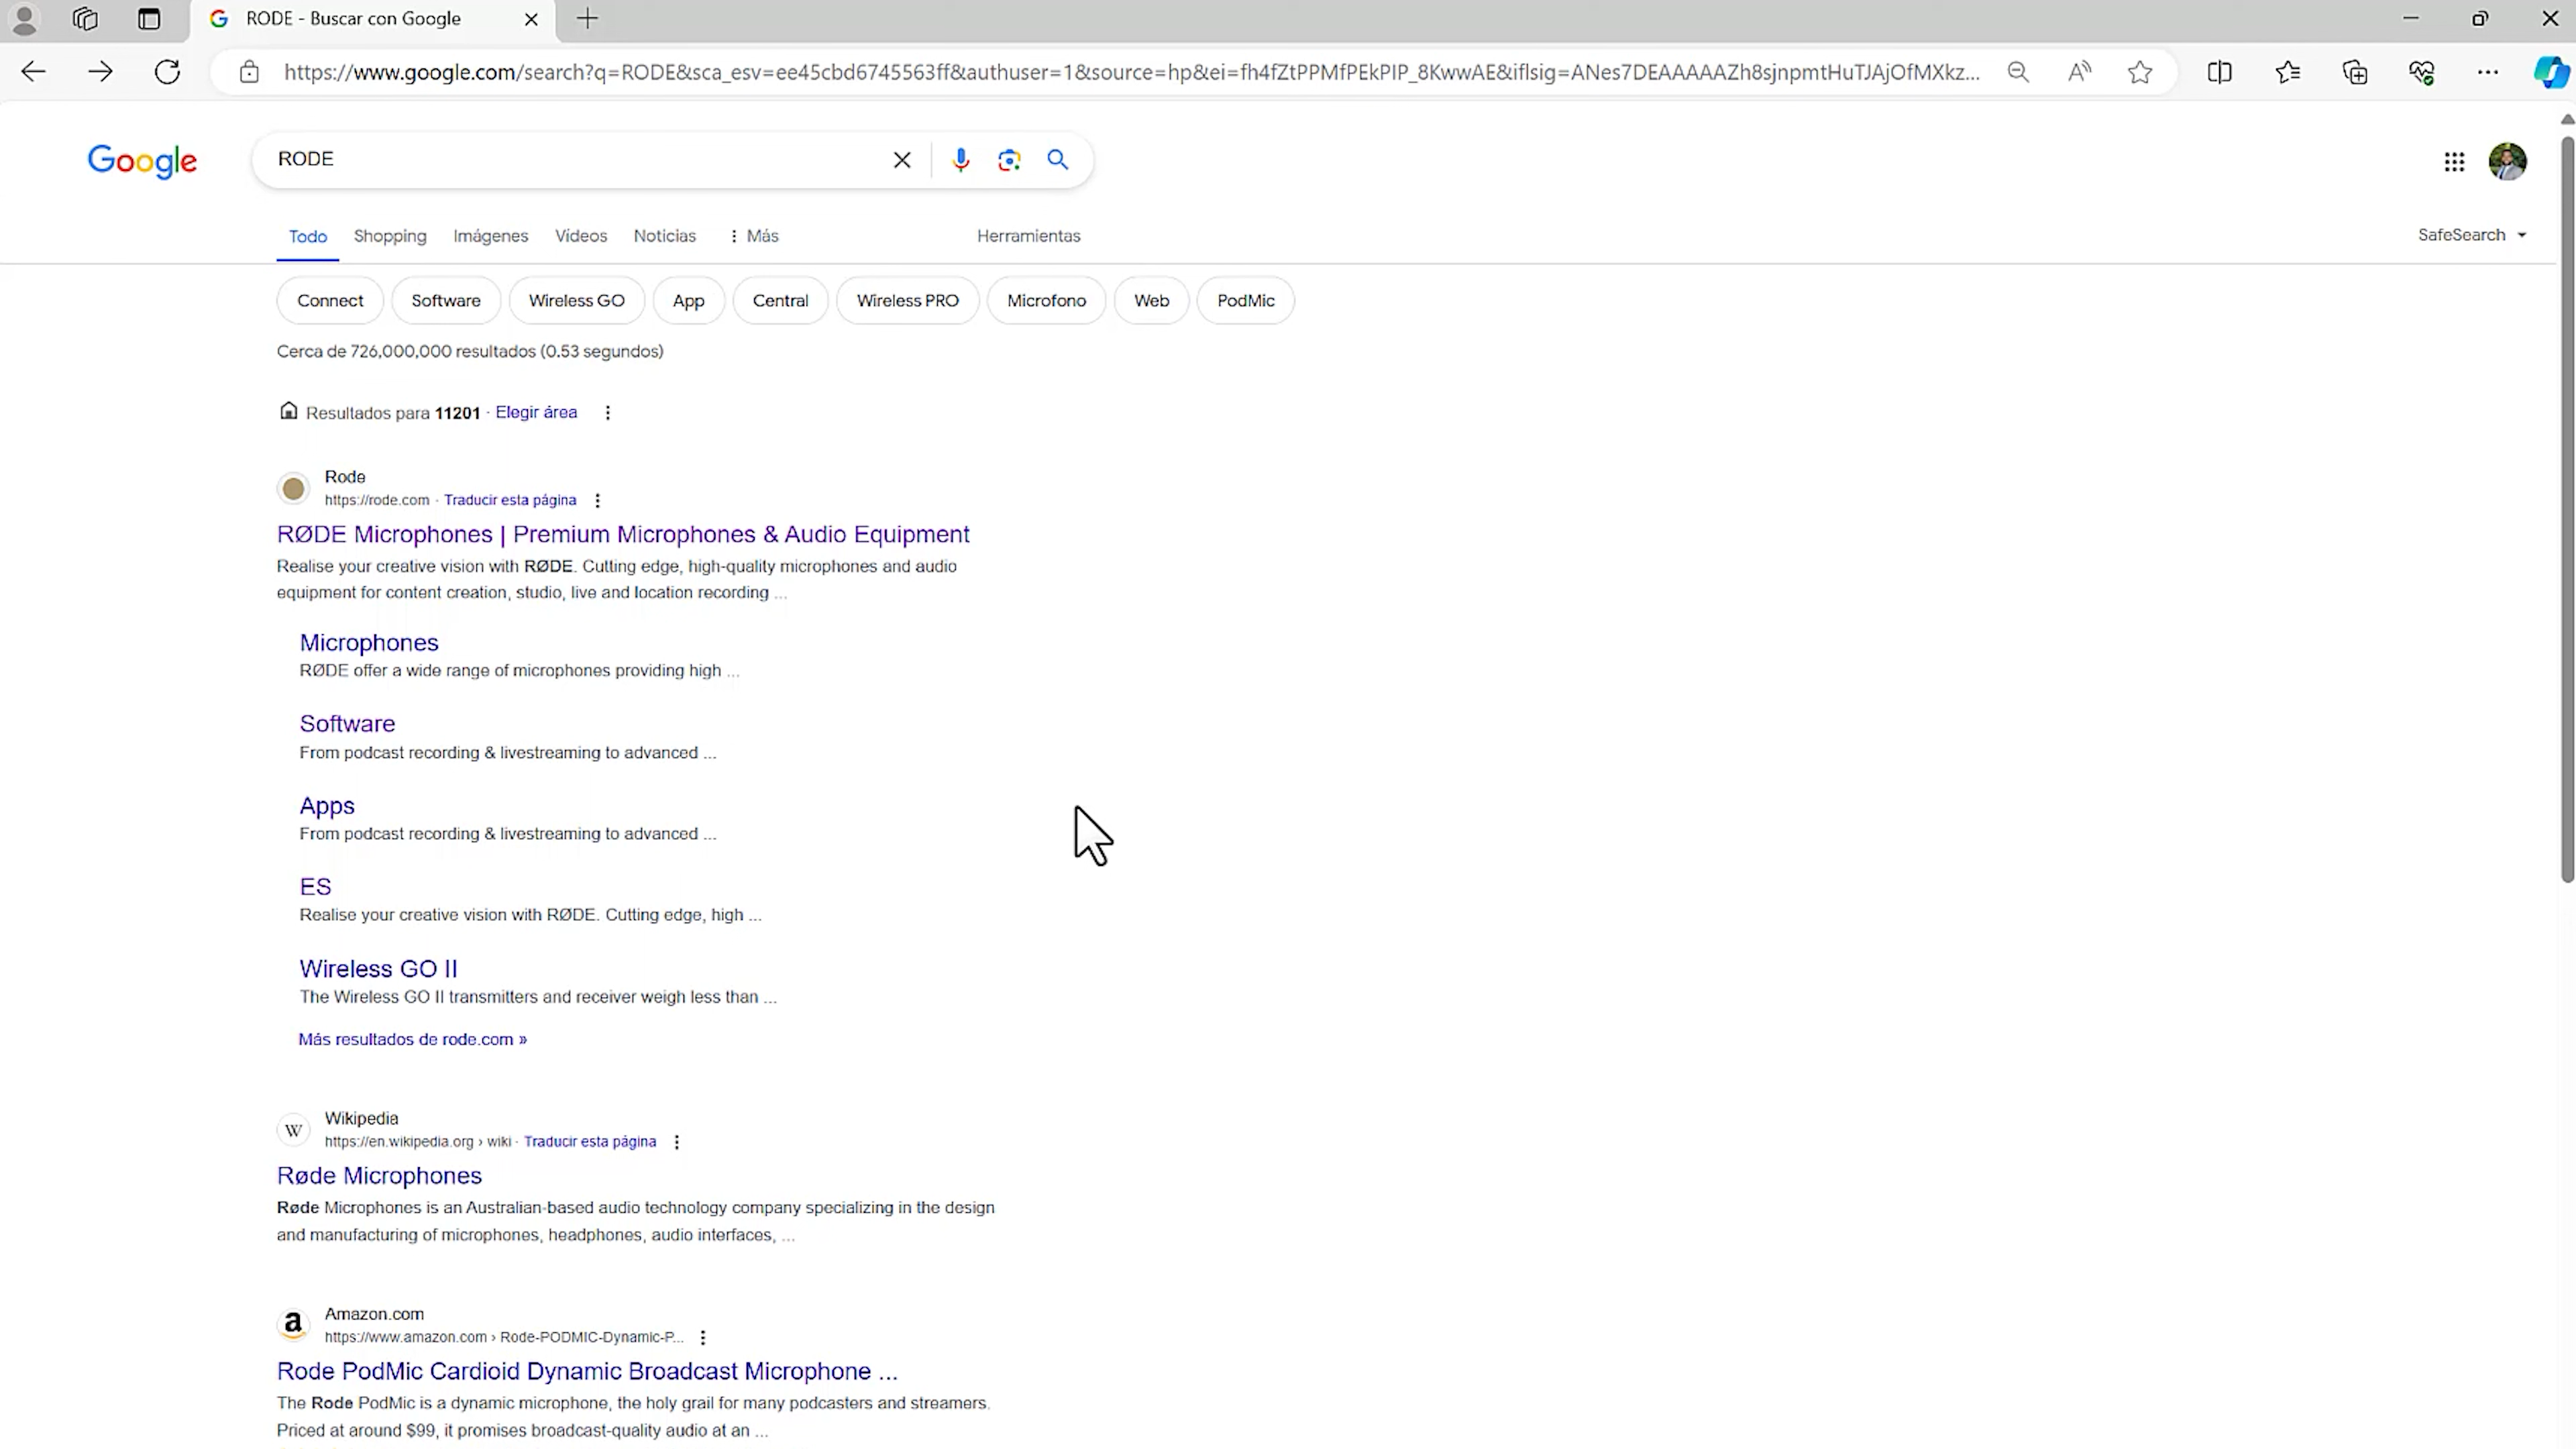 RODE - Buscar con Google
https://www.google.com/search?q=RODE&sca_esv=ee45cbd6745563ff&authuser=1&source=hp&ei=fh4fZtPPMfPEkPIP_8KwwAE&iflsig=ANes7DEAAAAAZh8sjnpmtHuTJAjOfMXkz...
Google
RODE
Todo Shopping Imágenes Videos Noticias Más Herramientas SafeSearch
Connect Software Wireless GO App Central Wireless PRO Microfono Web PodMic
Cerca de 726,000,000 resultados (0.53 segundos)
Resultados para 11201 · Elegir área
Rode
https://rode.com · Traducir esta página
RØDE Microphones | Premium Microphones & Audio Equipment
Realise your creative vision with RØDE. Cutting edge, high-quality microphones and audio
equipment for content creation, studio, live and location recording ...
Microphones
RØDE offer a wide range of microphones providing high ...
Software
From podcast recording & livestreaming to advanced ...
Apps
From podcast recording & livestreaming to advanced ...
ES
Realise your creative vision with RØDE. Cutting edge, high ...
Wireless GO II
The Wireless GO II transmitters and receiver weigh less than ...
Más resultados de rode.com »
W
Wikipedia
https://en.wikipedia.org › wiki · Traducir esta página
Røde Microphones
Røde Microphones is an Australian-based audio technology company specializing in the design
and manufacturing of microphones, headphones, audio interfaces, ...
a
Amazon.com
https://www.amazon.com › Rode-PODMIC-Dynamic-P...
Rode PodMic Cardioid Dynamic Broadcast Microphone ...
The Rode PodMic is a dynamic microphone, the holy grail for many podcasters and streamers.
Priced at around $99, it promises broadcast-quality audio at an ...